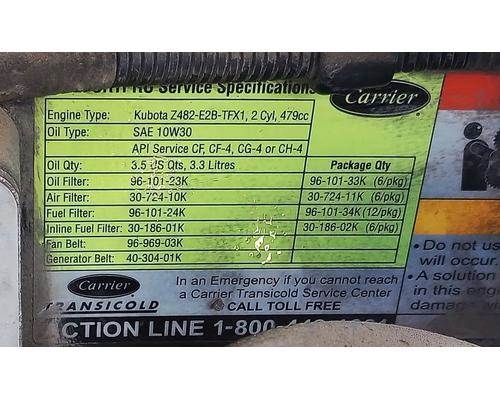 Service Specifications
Carrier
Engine Type: Kubota Z482-E2B-TFX1, 2 Cyl, 479cc
Oil Type: SAE 10W30
API Service CF, CF-4, CG-4 or CH-4
Oil Qty: 3.5 US Qts, 3.3 Litres Package Qty
Oil Filter: 96-101-23K 96-101-33K (6/pkg)
Air Filter: 30-724-10K 30-724-11K (6/pkg)
Fuel Filter: 96-101-24K 96-101-34K (12/pkg)
Inline Fuel Filter: 30-186-01K 30-186-02K (6/pkg)
Fan Belt: 96-969-03K
Generator Belt: 40-304-01K
Carrier
TRANSICOLD
In an Emergency if you cannot reach
a Carrier Transicold Service Center
CALL TOLL FREE
CTION LINE 1-800-
• Do not us
will occur.
• A solution
in this eng
damag